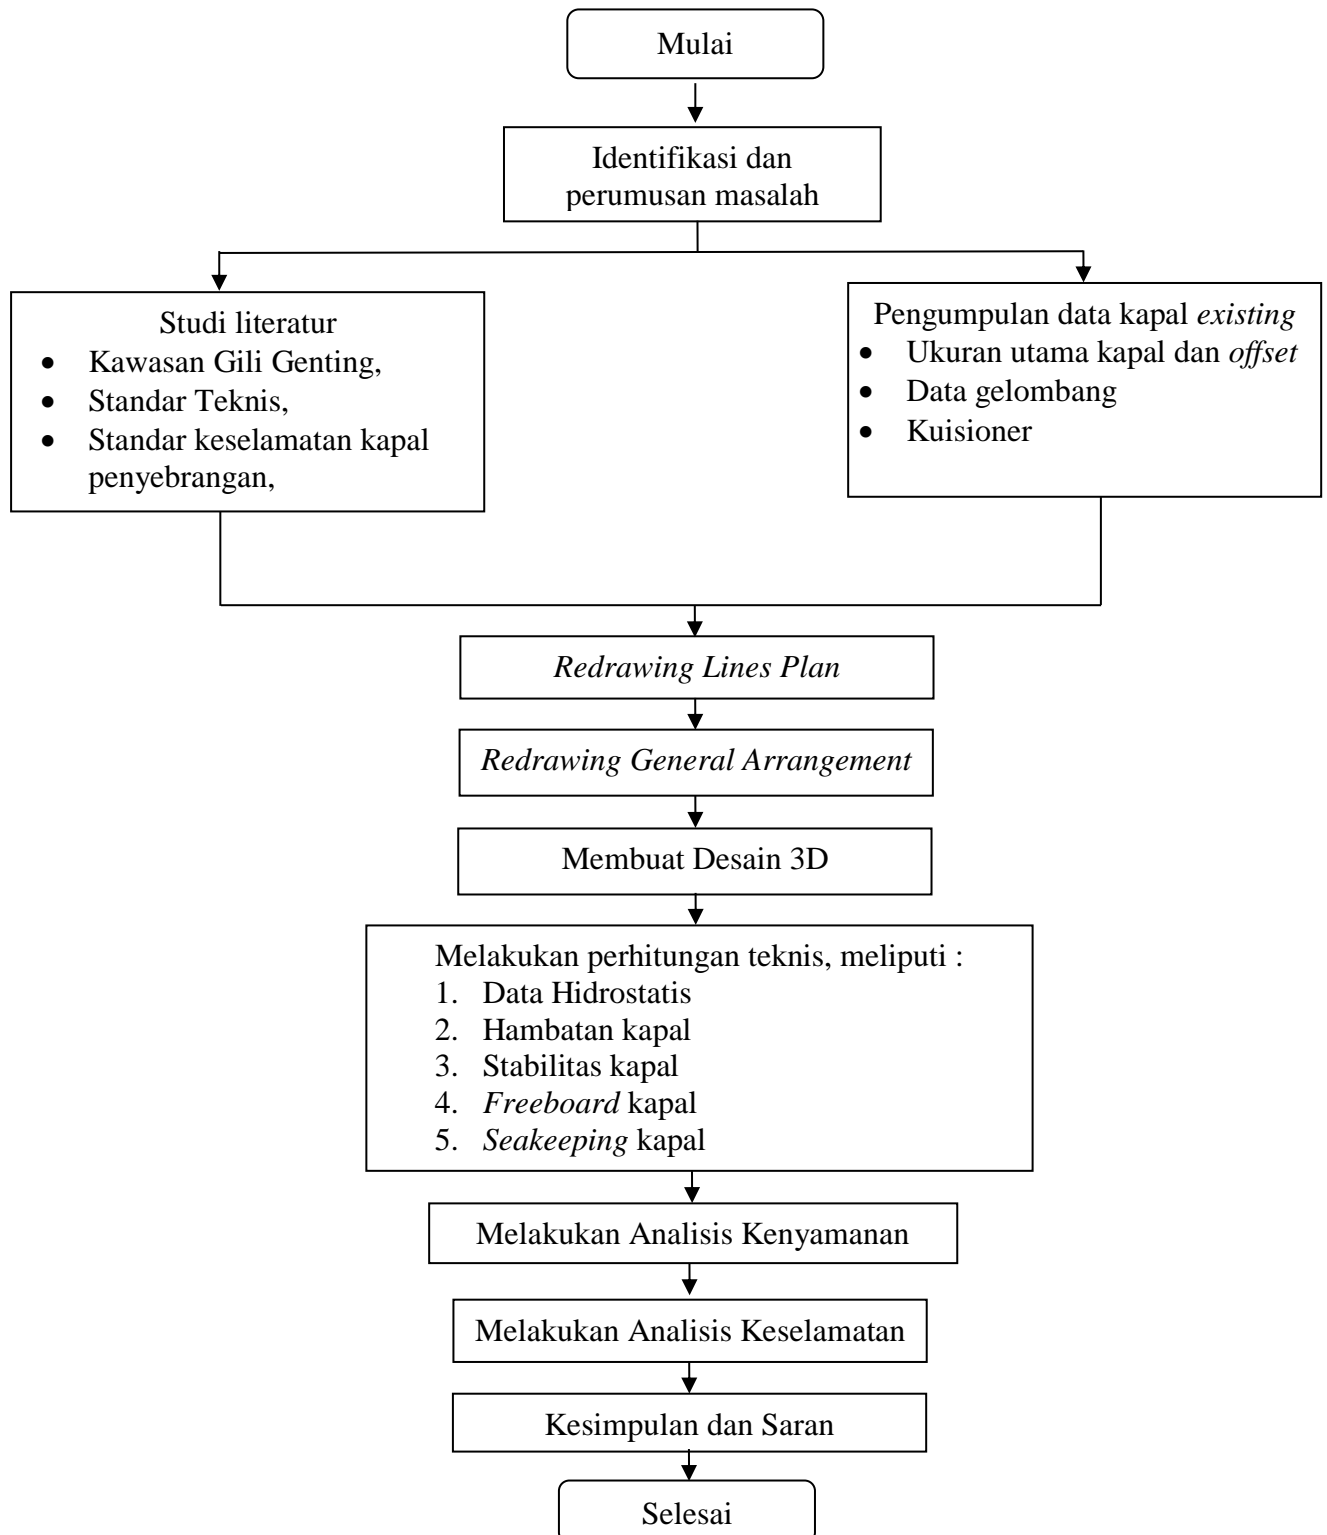 Mulai
Identifikasi dan
perumusan masalah
Studi literatur
• Kawasan Gili Genting,
• Standar Teknis,
• Standar keselamatan kapal
penyebrangan,
Pengumpulan data kapal existing
• Ukuran utama kapal dan offset
• Data gelombang
• Kuisioner
Redrawing Lines Plan
Redrawing General Arrangement
Membuat Desain 3D
Melakukan perhitungan teknis, meliputi :
1. Data Hidrostatis
2. Hambatan kapal
3. Stabilitas kapal
4. Freeboard kapal
5. Seakeeping kapal
Melakukan Analisis Kenyamanan
Melakukan Analisis Keselamatan
Kesimpulan dan Saran
Selesai